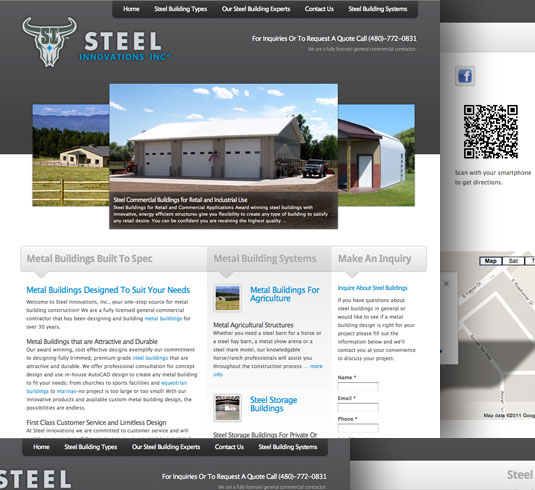 Home Steel Building Types Our Steel Building Experts Contact Us Steel Building Systems
STEEL
INNOVATIONS INC
For Inquiries Or To Request A Quote Call (480)-772-0831
We are a fully licensed general commercial contractor.
Steel Commercial Buildings for Retail and Industrial Use
Steel Buildings for Retail and Commercial Applications Award winning steel buildings with
innovative, energy efficient structures give you flexibility to create any type of building to satisfy
any retail desire. You can be confident you are receiving the highest quality ...
Metal Buildings Built To Spec
Metal Buildings Designed To Suit Your Needs
Welcome to Steel Innovations, Inc., your one-stop source for metal
building construction! We are a fully licensed general commercial
contractor that has been designing and building metal buildings for
over 30 years.
Metal Buildings that are Attractive and Durable
Our award winning, cost effective designs exemplify our commitment
to designing fully trimmed, premium grade steel buildings that are
attractive and durable. We offer professional consultation for concept
design and use in-house AutoCAD design to create any metal building
to fit your needs; from churches to sports facilities and equestrian
buildings to marinas-no project is too large or too small! With our
innovative products and available custom metal building design, the
possibilities are endless.
First Class Customer Service and Limitless Design
At Steel Innovations we are committed to customer service and will
Metal Building Systems
Metal Buildings For
Agriculture
Metal Agricultural Structures
Whether you need a steel barn for a horse or
a steel hay barn, a metal show arena or a
steel mare motel, our knowledgable
horse/ranch professionals will assist you
throughout the construction process ... more
info
Steel Storage
Buildings
Steel Storage Buildings For Private Or
Make An Inquiry
Inquire About Steel Buildings
If you have questions about
steel buildings in general or
would like to see if a metal
building design is right for your
project please fill out the
information below and we'll
contact you at your convenience
to discuss your project.
Name *
Email *
Phone *
Scan with your smartphone
to get directions.
Map Sat T
Map data ©2011 Goog
Home Steel Building Types Our Steel Building Experts Contact Us Steel Building Systems
STEEL
For Inquiries Or To Request A Quote Call (480)-772-0831
We are a fully licensed general commercial contractor.
Steel